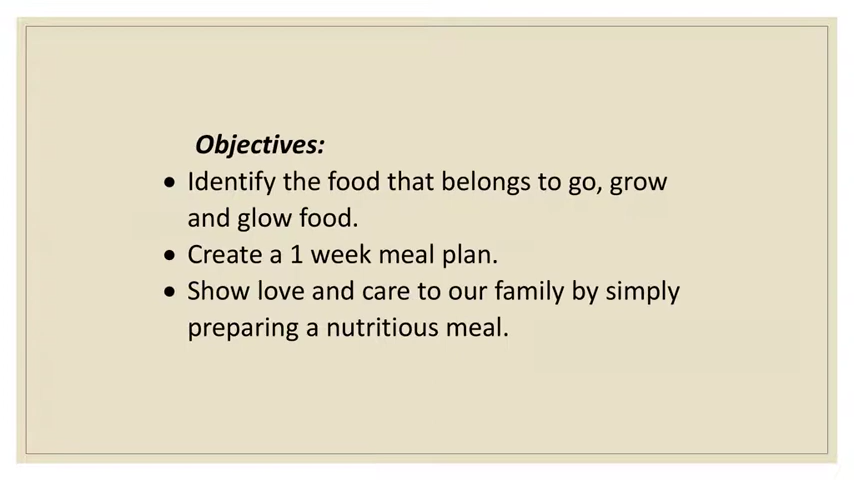 Objectives:
• Identify the food that belongs to go, grow
and glow food.
• Create a 1 week meal plan.
• Show love and care to our family by simply
preparing a nutritious meal.